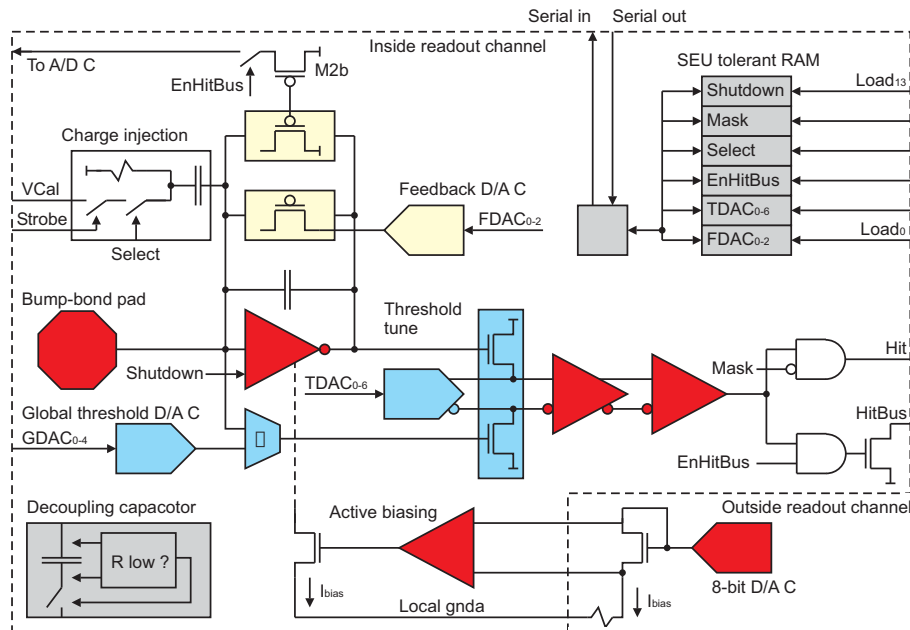 Serial in
Serial out
Inside readout channel
To A/D C
M2b
EnHitBus
SEU tolerant RAM
Shutdown
Load13
Mask
Select
EnHitBus
TDAC0-6
FDAC0-2
Load0
Charge injection
VCal
Strobe
Select
Feedback D/A C
FDAC0-2
Bump-bond pad
Shutdown
Threshold
tune
TDAC0-6
Mask
Hit
HitBus
EnHitBus
Global threshold D/A C
GDAC0-4
Decoupling capacotor
R low ?
Active biasing
Ibias
Local gnda
Ibias
Outside readout channel
8-bit D/A C